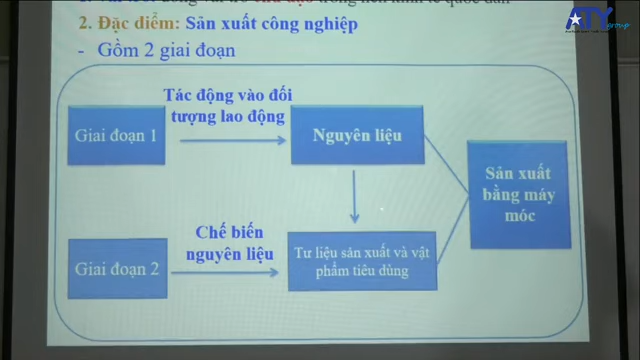 2. Đặc điểm: Sản xuất công nghiệp
- Gồm 2 giai đoạn
Tác động vào đối
tượng lao động
Giai đoạn 1
Nguyên liệu
Sản xuất
bằng máy
móc
Chế biến
nguyên liệu
Giai đoạn 2
Tư liệu sản xuất và vật
phẩm tiêu dùng
ATY group